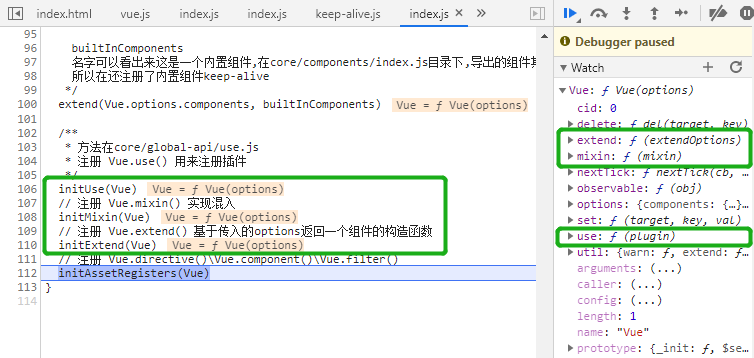 index.html
vue.js
index.js
index.js
keep-alive.js
index.js ×
»
Debugger paused
95
96 builtInComponents
97 名字可以看出来这是一个内置组件,在core/components/index.js目录下,导出的组件其
98 所以在还注册了内置组件keep-alive
99 */
100 extend(Vue.options.components, builtInComponents) Vue = ƒ Vue(options)
101
102 /**
103 * 方法在core/global-api/use.js
104 * 注册 Vue.use() 用来注册插件
105 */
106 initUse(Vue) Vue = ƒ Vue(options)
107 // 注册 Vue.mixin() 实现混入
108 initMixin(Vue) Vue = ƒ Vue(options)
109 // 注册 Vue.extend() 基于传入的options返回一个组件的构造函数
110 initExtend(Vue) Vue = ƒ Vue(options)
111 // 注册 Vue.directive()\Vue.component()\Vue.filter()
112 initAssetRegisters(Vue)
113 }
114
Watch
Vue: ƒ Vue(options)
cid: 0
delete: ƒ del(target, key)
extend: ƒ (extendOptions)
mixin: ƒ (mixin)
nextTick: ƒ nextTick(cb, …
observable: ƒ (obj)
options: {components: {…}…
set: ƒ (target, key, val)
use: ƒ (plugin)
util: {warn: ƒ, extend: ƒ…
arguments: (...)
caller: (...)
config: (...)
length: 1
name: "Vue"
prototype: {_init: ƒ, $se…